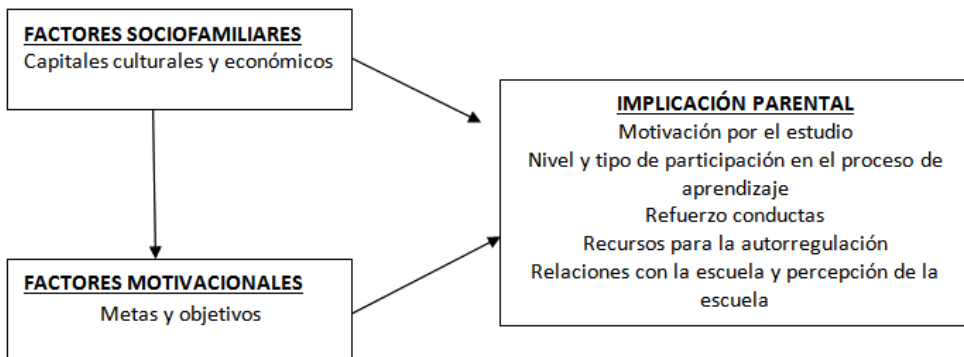 FACTORES SOCIOFAMILIARES
Capitales culturales y económicos
IMPLICACIÓN PARENTAL
Motivación por el estudio
Nivel y tipo de participación en el proceso de
aprendizaje
Refuerzo conductas
Recursos para la autorregulación
Relaciones con la escuela y percepción de la
escuela
FACTORES MOTIVACIONALES
Metas y objetivos